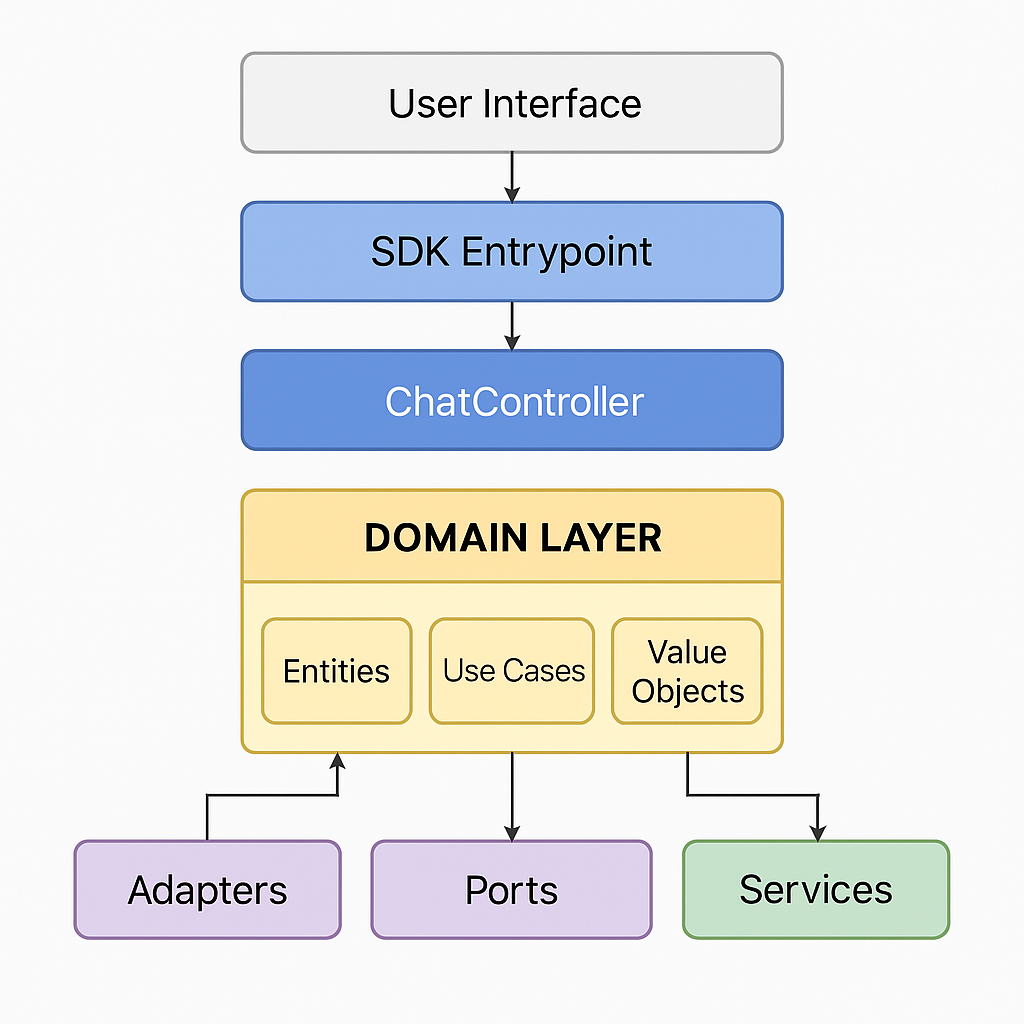 User Interface
SDK Entrypoint
ChatController
DOMAIN LAYER
Entities
Use Cases
Value
Objects
Adapters
Ports
Services